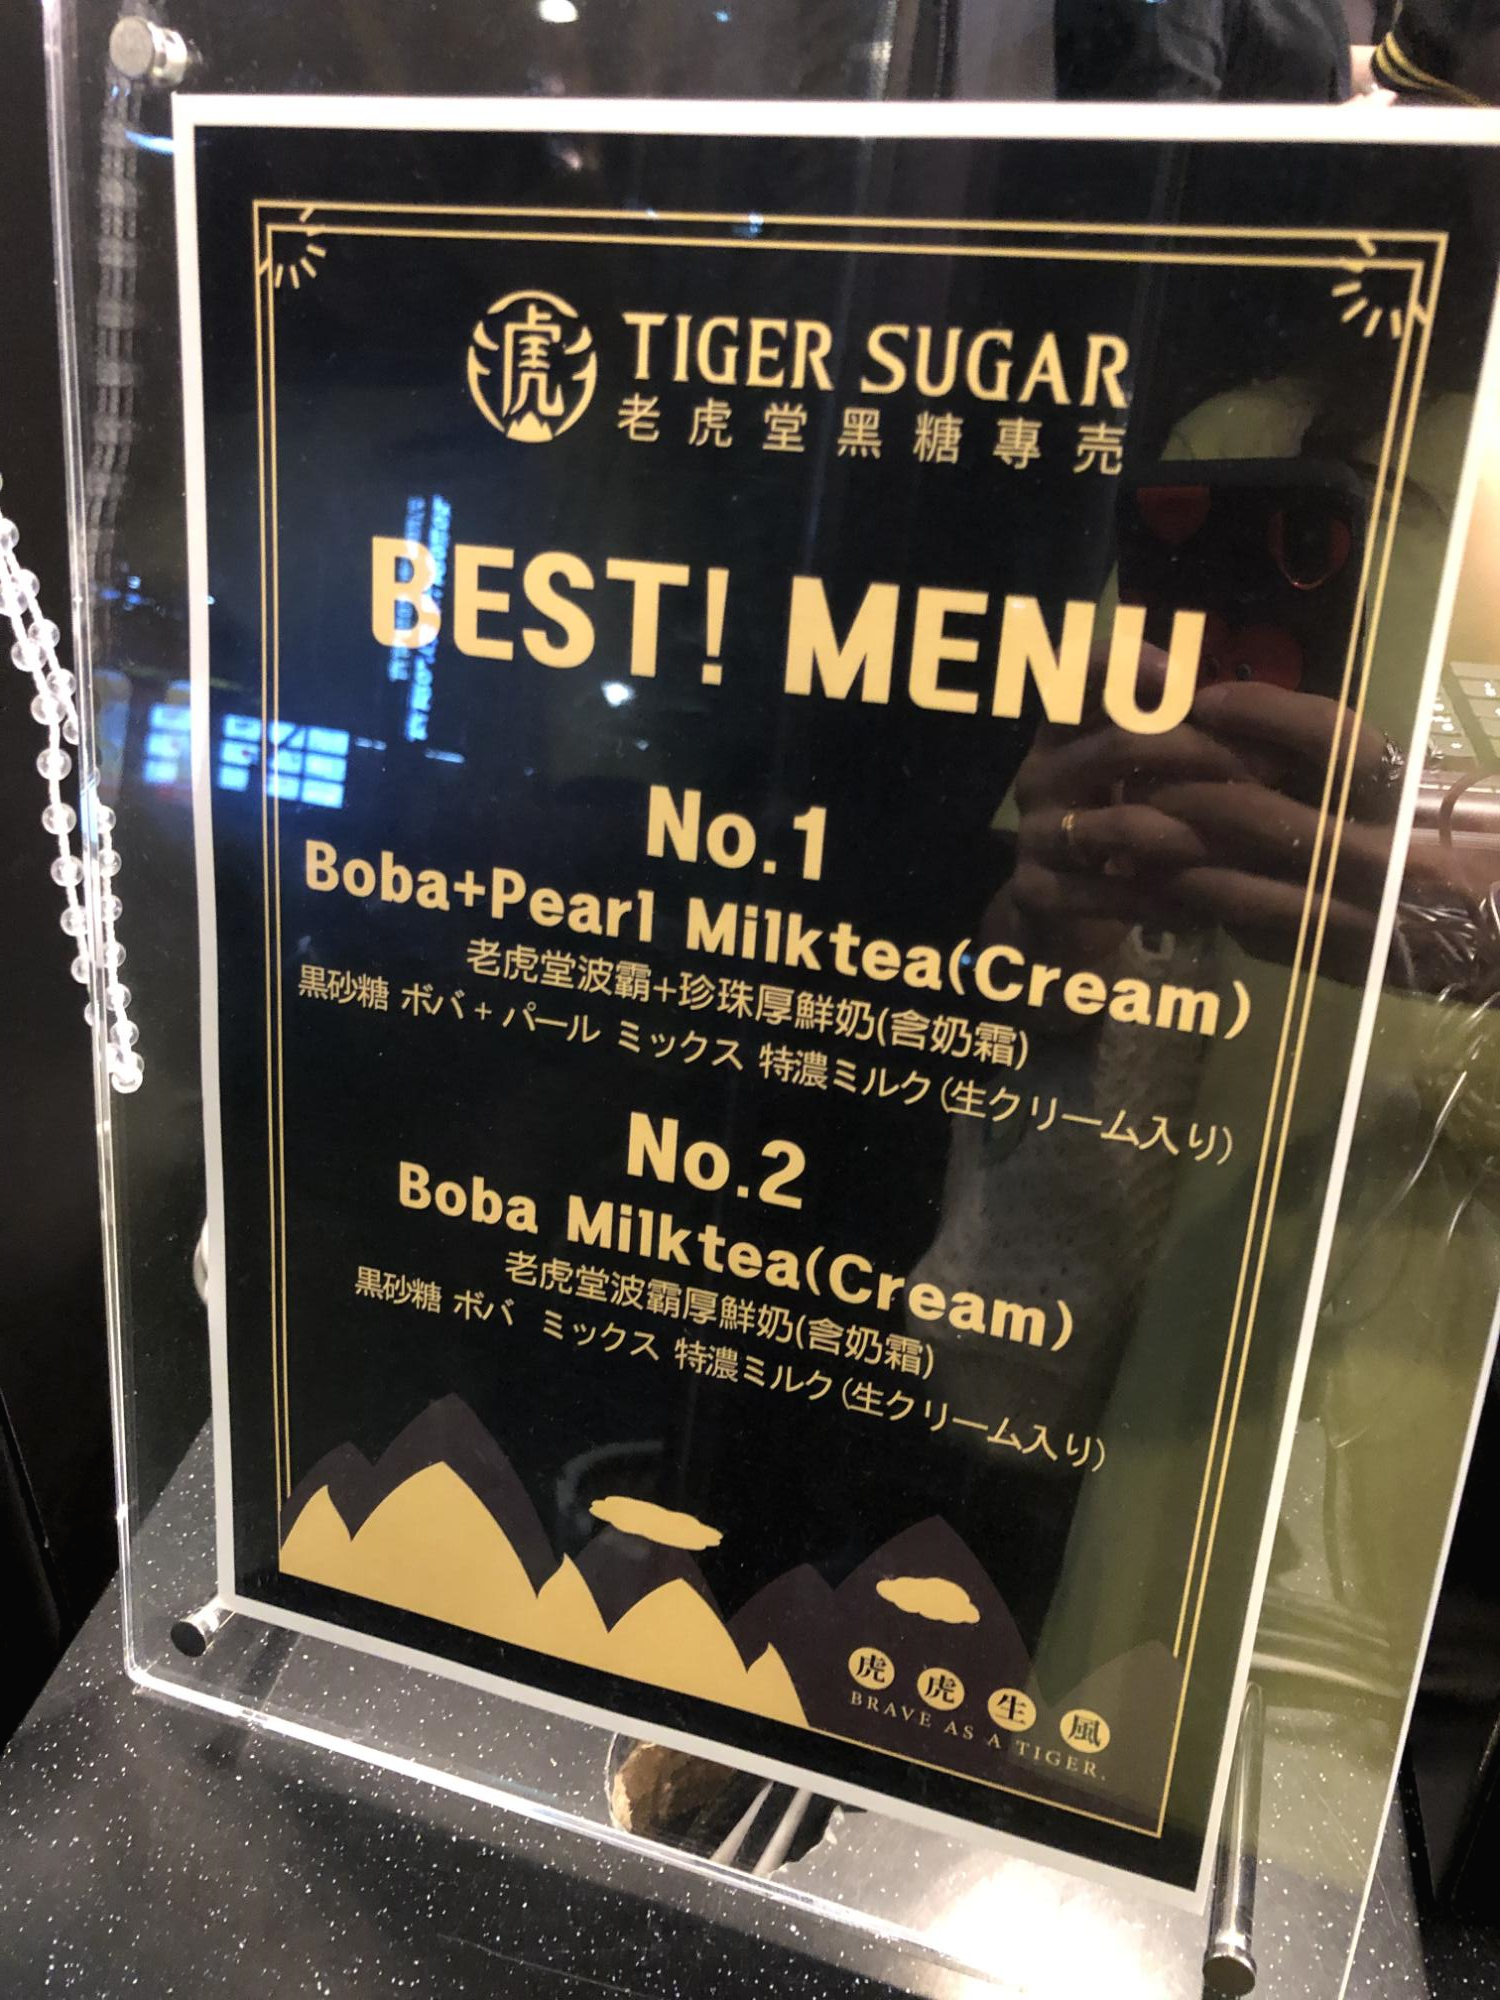 虎
TIGER SUGAR
老虎堂黑糖專売
BEST! MENU
No.1
Boba+Pearl Milktea(Cream)
老虎堂波霸+珍珠厚鮮奶(含奶霜)
黒砂糖 ボバ + パール ミックス 特濃ミルク (生クリーム入り)
No.2
Boba Milktea(Cream)
老虎堂波霸厚鮮奶(含奶霜)
黒砂糖 ボバ ミックス 特濃ミルク (生クリーム入り)
虎虎生風
BRAVE AS A TIGER.